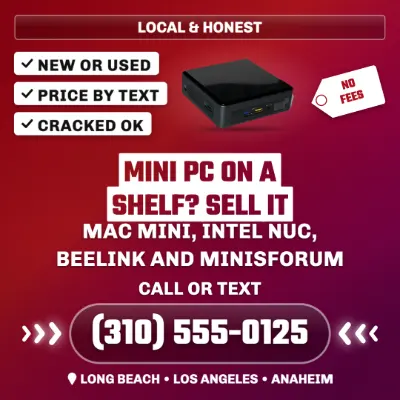 LOCAL & HONEST
NEW OR USED
PRICE BY TEXT
CRACKED OK
NO
FEES
MINI PC ON A
SHELF? SELL IT
MAC MINI, INTEL NUC,
BEELINK AND MINISFORUM
CALL OR TEXT
(310) 555-0125
LONG BEACH • LOS ANGELES • ANAHEIM